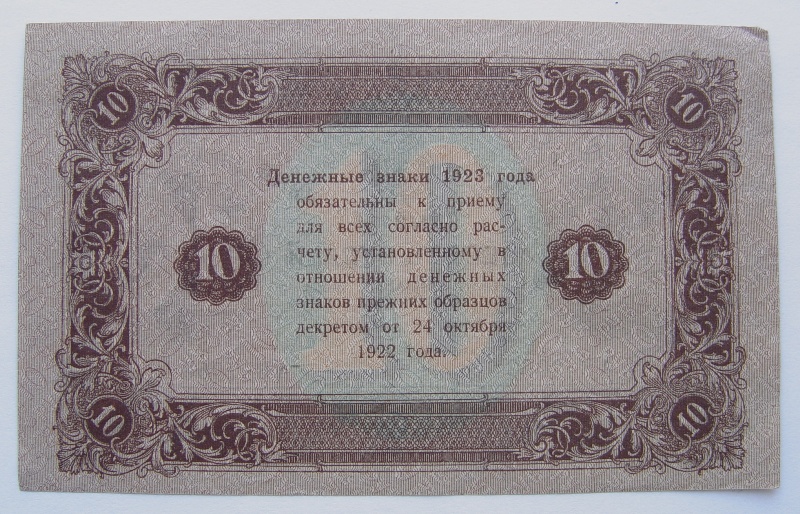 10 10
10
Денежные знаки 1923 года
обязательны к приему
для всех согласно рас-
чету, установленному в
отношении денежных
знаков прежних образцов
декретом от 24 октября
1922 года.
10 10
10 10